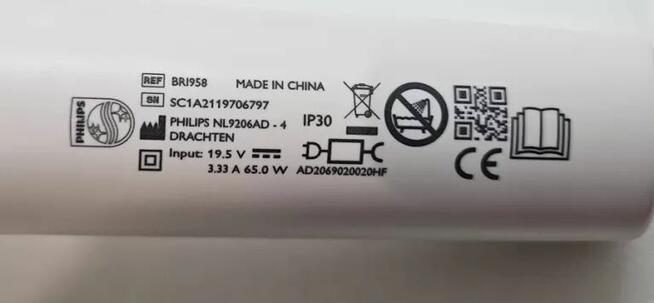 PHILIPS
REF BRI958 MADE IN CHINA
SN SC1A2119706797
PHILIPS NL9206AD - 4
DRACHTEN
IP30
Input: 19.5 V
3.33 A 65.0 W
AD2069020020HF
CE